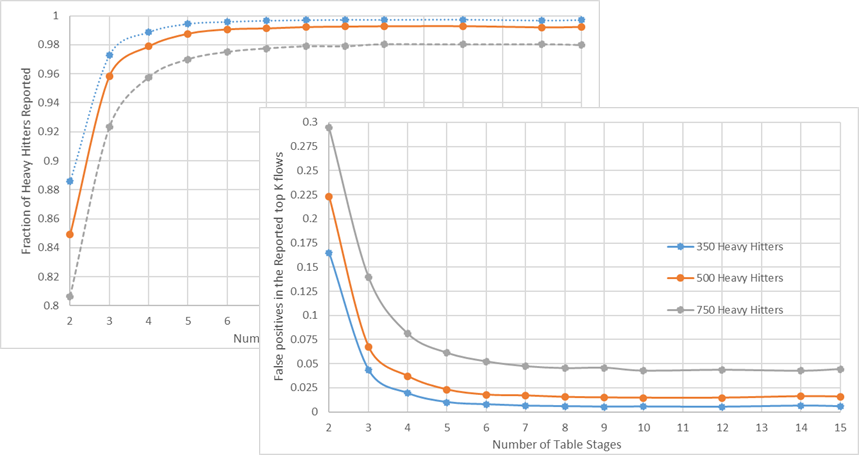 Fraction of Heavy Hitters Reported
1
0.98
0.96
0.94
0.92
0.9
0.88
0.86
0.84
0.82
0.8
2 3 4 5 6
Num
False positives in the Reported top K flows
0.3
0.275
0.25
0.225
0.2
0.175
0.15
0.125
0.1
0.075
0.05
0.025
0
2 3 4 5 6 7 8 9 10 11 12 13 14 15
Number of Table Stages
350 Heavy Hitters
500 Heavy Hitters
750 Heavy Hitters